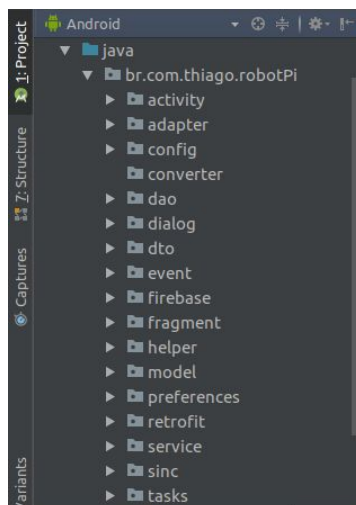 Android
1: Project
7: Structure
Captures
java
br.com.thiago.robotPi
activity
adapter
config
converter
dao
dialog
dto
event
firebase
fragment
helper
model
preferences
retrofit
service
sinc
tasks